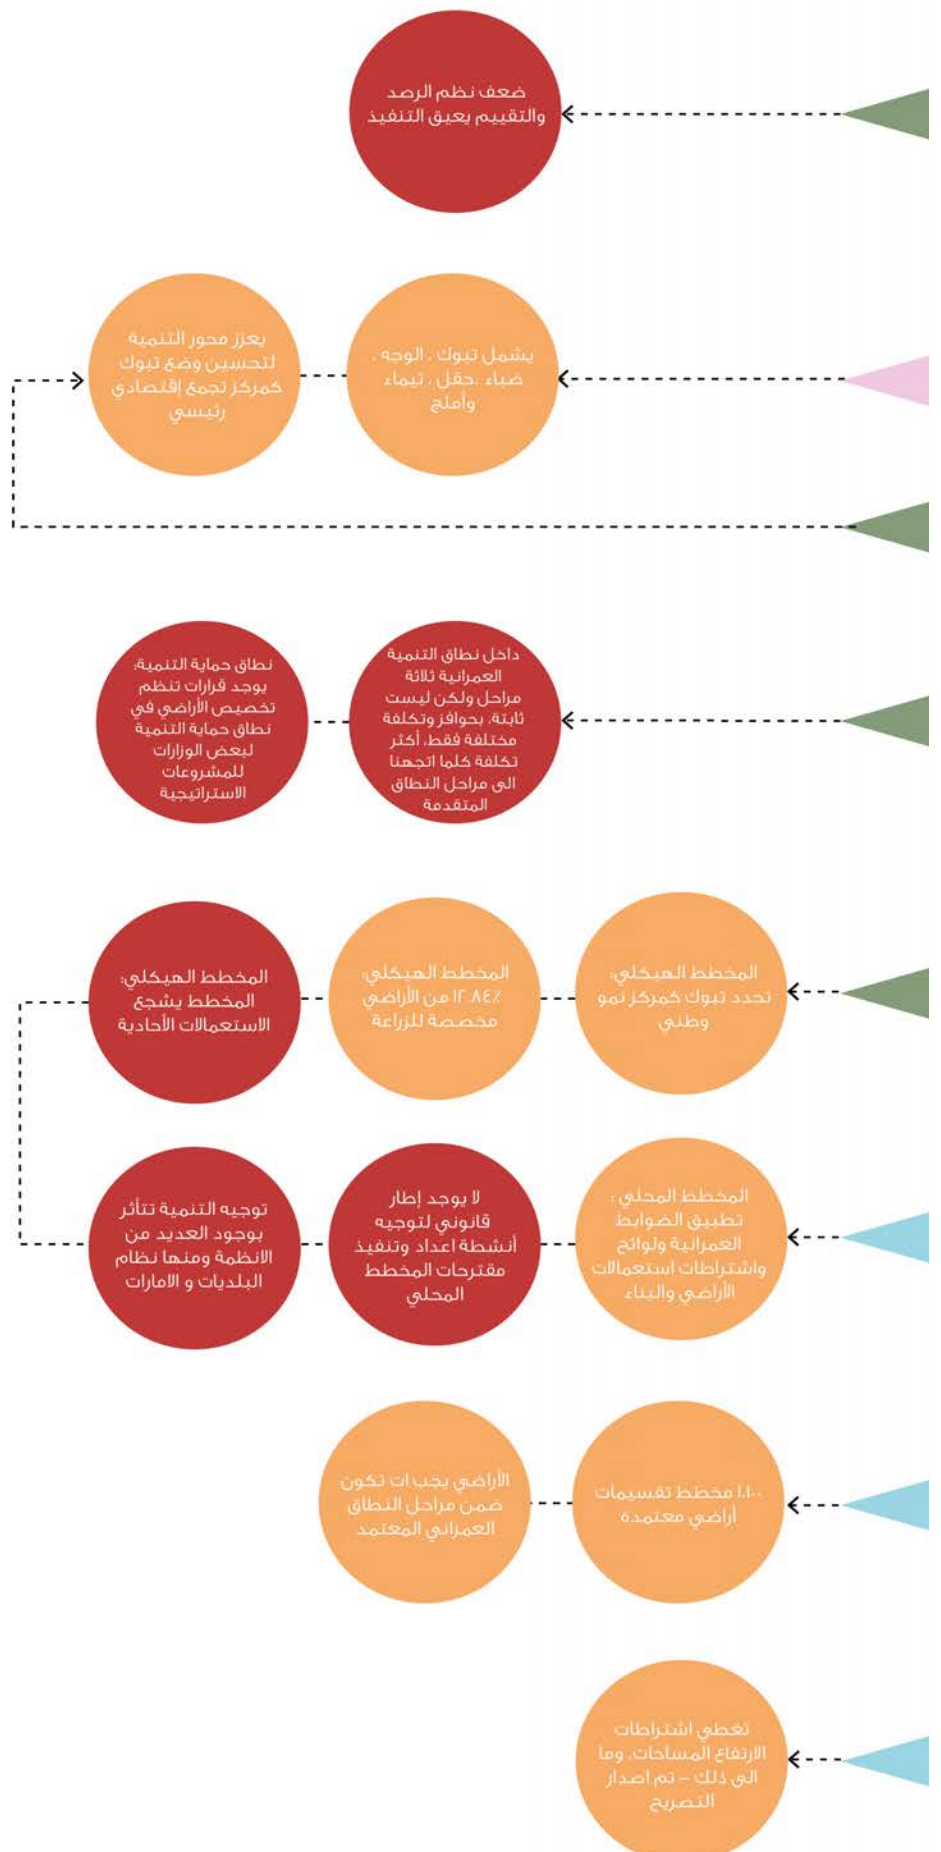 ضعف نظم الرصد
والتقييم يعيق التنفيذ
يشمل تبوك ، الوجه ،
ضباء ،حقل ، تيماء
وأملج
يعزز محور التنمية
لتحسين وضع تبوك
كمركز تجمع إقتصادي
رئيسي
داخل نطاق التنمية
العمرانية ثلاثة
مراحل ولكن ليست
ثابتة، بحوافز وتكلفة
مختلفة فقط، أكثر
تكلفة كلما اتجهنا
الى مراحل النطاق
المتقدمة
نطاق حماية التنمية:
يوجد قرارات تنظم
تخصيص الأراضي في
نطاق حماية التنمية
لبعض الوزارات
للمشروعات
الاستراتيجية
المخطط الهيكلي:
تحدد تبوك كمركز نمو
وطني
المخطط الهيكلي:
١٢.٨٤٪ من الأراضي
مخصصة للزراعة
المخطط الهيكلي:
المخطط يشجع
الاستعمالات الأحادية
المخطط المحلي :
تطبيق الضوابط
العمرانية ولوائح
واشتراطات استعمالات
الأراضي والبناء
لا يوجد إطار
قانوني لتوجيه
أنشطة اعداد وتنفيذ
مقترحات المخطط
المحلي
توجيه التنمية تتأثر
بوجود العديد من
الانظمة ومنها نظام
البلديات و الامارات
١.١٠٠ مخطط تقسيمات
أراضي معتمدة
الأراضي يجب ات تكون
ضمن مراحل النطاق
العمراني المعتمد
تغطي اشتراطات
الارتفاع المساحات، وما
الى ذلك – تم اصدار
التصريح